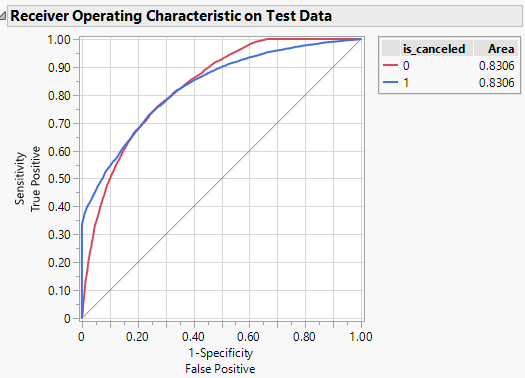 Receiver Operating Characteristic on Test Data
1.00
0.90
0.80
0.70
0.60
0.50
0.40
0.30
0.20
0.10
0
Sensitivity
True Positive
0 0.20 0.40 0.60 0.80 1.00
1-Specificity
False Positive
is_canceled Area
0 0.8306
1 0.8306